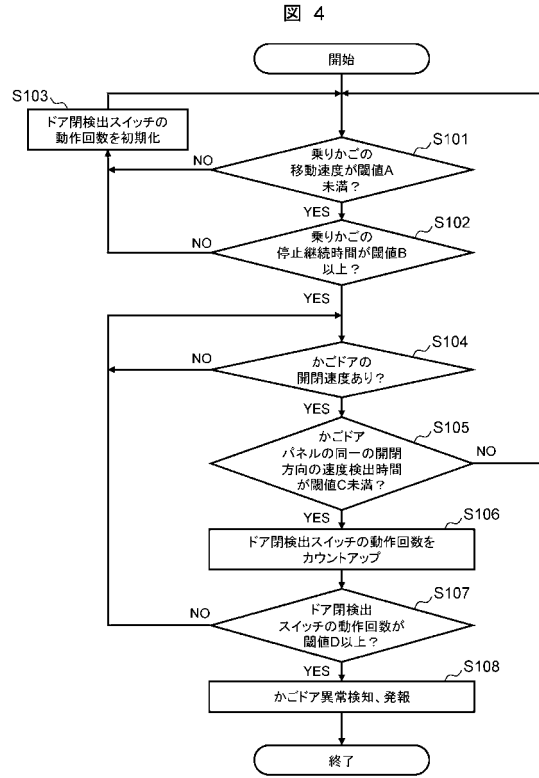 図 4
開始
S103
ドア閉検出スイッチの
動作回数を初期化
S101
乗りかごの
移動速度が閾値A
未満？
NO
YES
S102
乗りかごの
停止継続時間が閾値B
以上？
NO
YES
S104
かごドアの
開閉速度あり？
NO
YES
S105
かごドア
パネルの同一の開閉
方向の速度検出時間
が閾値C未満？
NO
YES
S106
ドア閉検出スイッチの動作回数を
カウントアップ
S107
ドア閉検出
スイッチの動作回数が
閾値D以上？
NO
YES
S108
かごドア異常検知、発報
終了